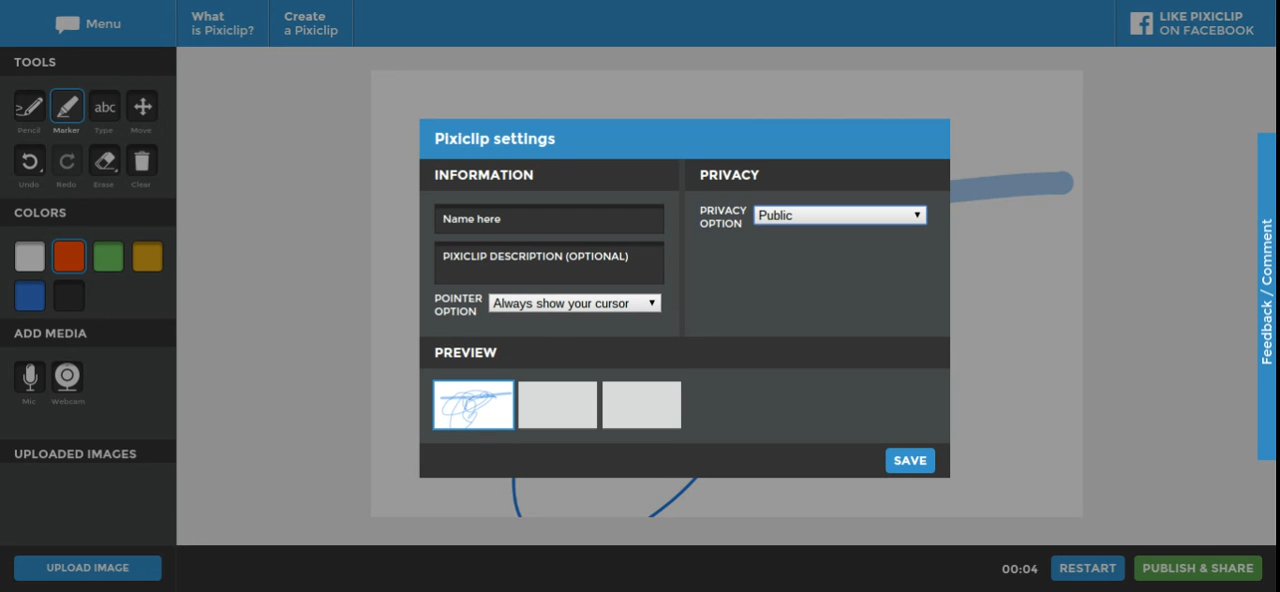 Menu
What
is Pixiclip?
Create
a Pixiclip
LIKE PIXICLIP
ON FACEBOOK
TOOLS
abc
Pencil Marker Type Move
Undo Redo Erase Clear
COLORS
ADD MEDIA
Mic Webcam
UPLOADED IMAGES
UPLOAD IMAGE
Pixiclip settings
INFORMATION
Name here
PIXICLIP DESCRIPTION (OPTIONAL)
POINTER
OPTION
Always show your cursor
PRIVACY
PRIVACY
OPTION
Public
PREVIEW
SAVE
Feedback / Comment
00:04
RESTART
PUBLISH & SHARE